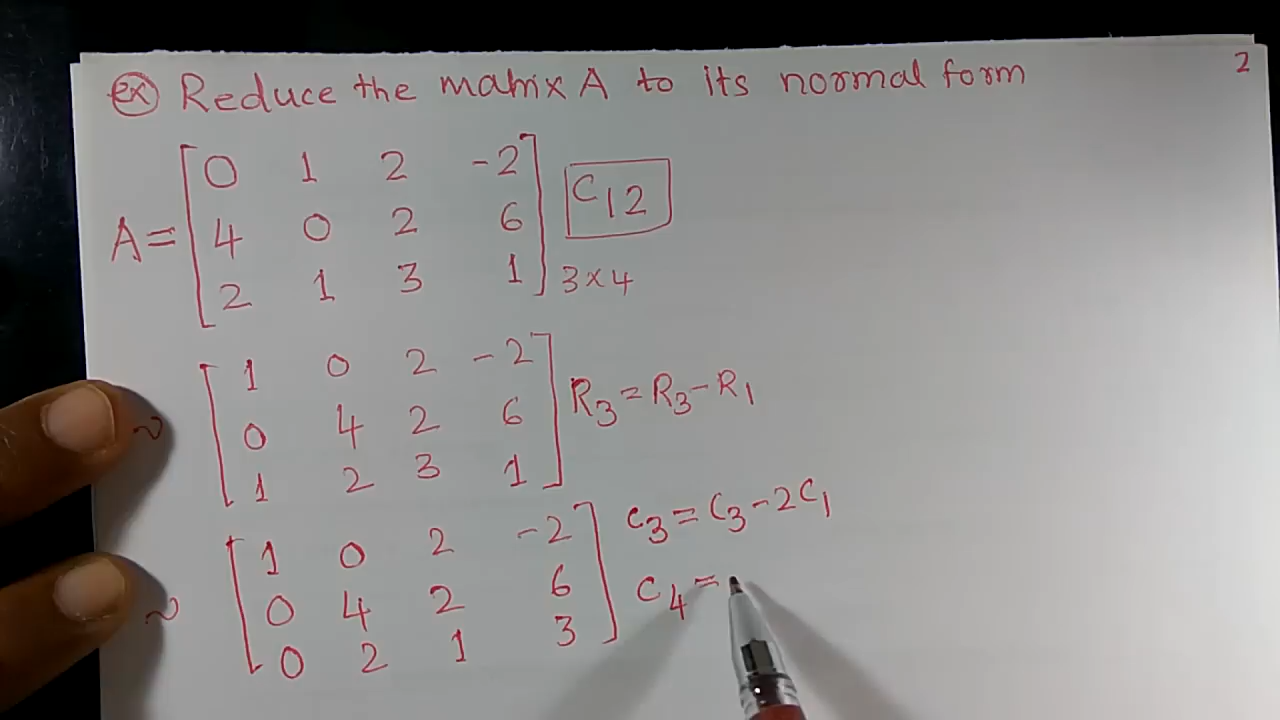 ex Reduce the matrix A to its normal form 2
0 1 2 -2
A = 4 0 2 6 C12
2 1 3 1 3×4
1 0 2 -2
~ 0 4 2 6 R3 = R3 - R1
1 2 3 1
1 0 2 -2 C3 = C3 - 2C1
~ 0 4 2 6 C4 =
0 2 1 3